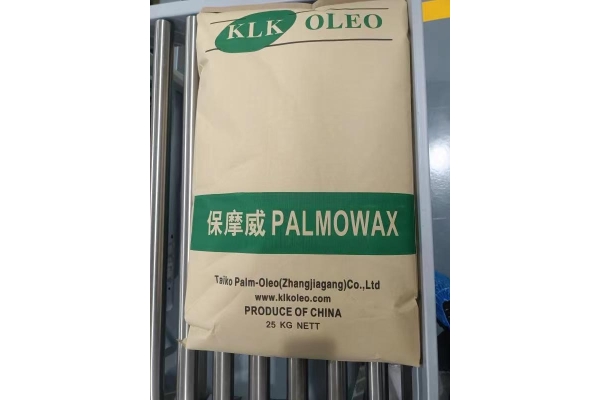 KLK OLEO
保摩威 PALMOWAX
Taiko Palm-Oleo(Zhangjiagang)Co.,Ltd
www.klkoleo.com
PRODUCE OF CHINA
25 KG NETT